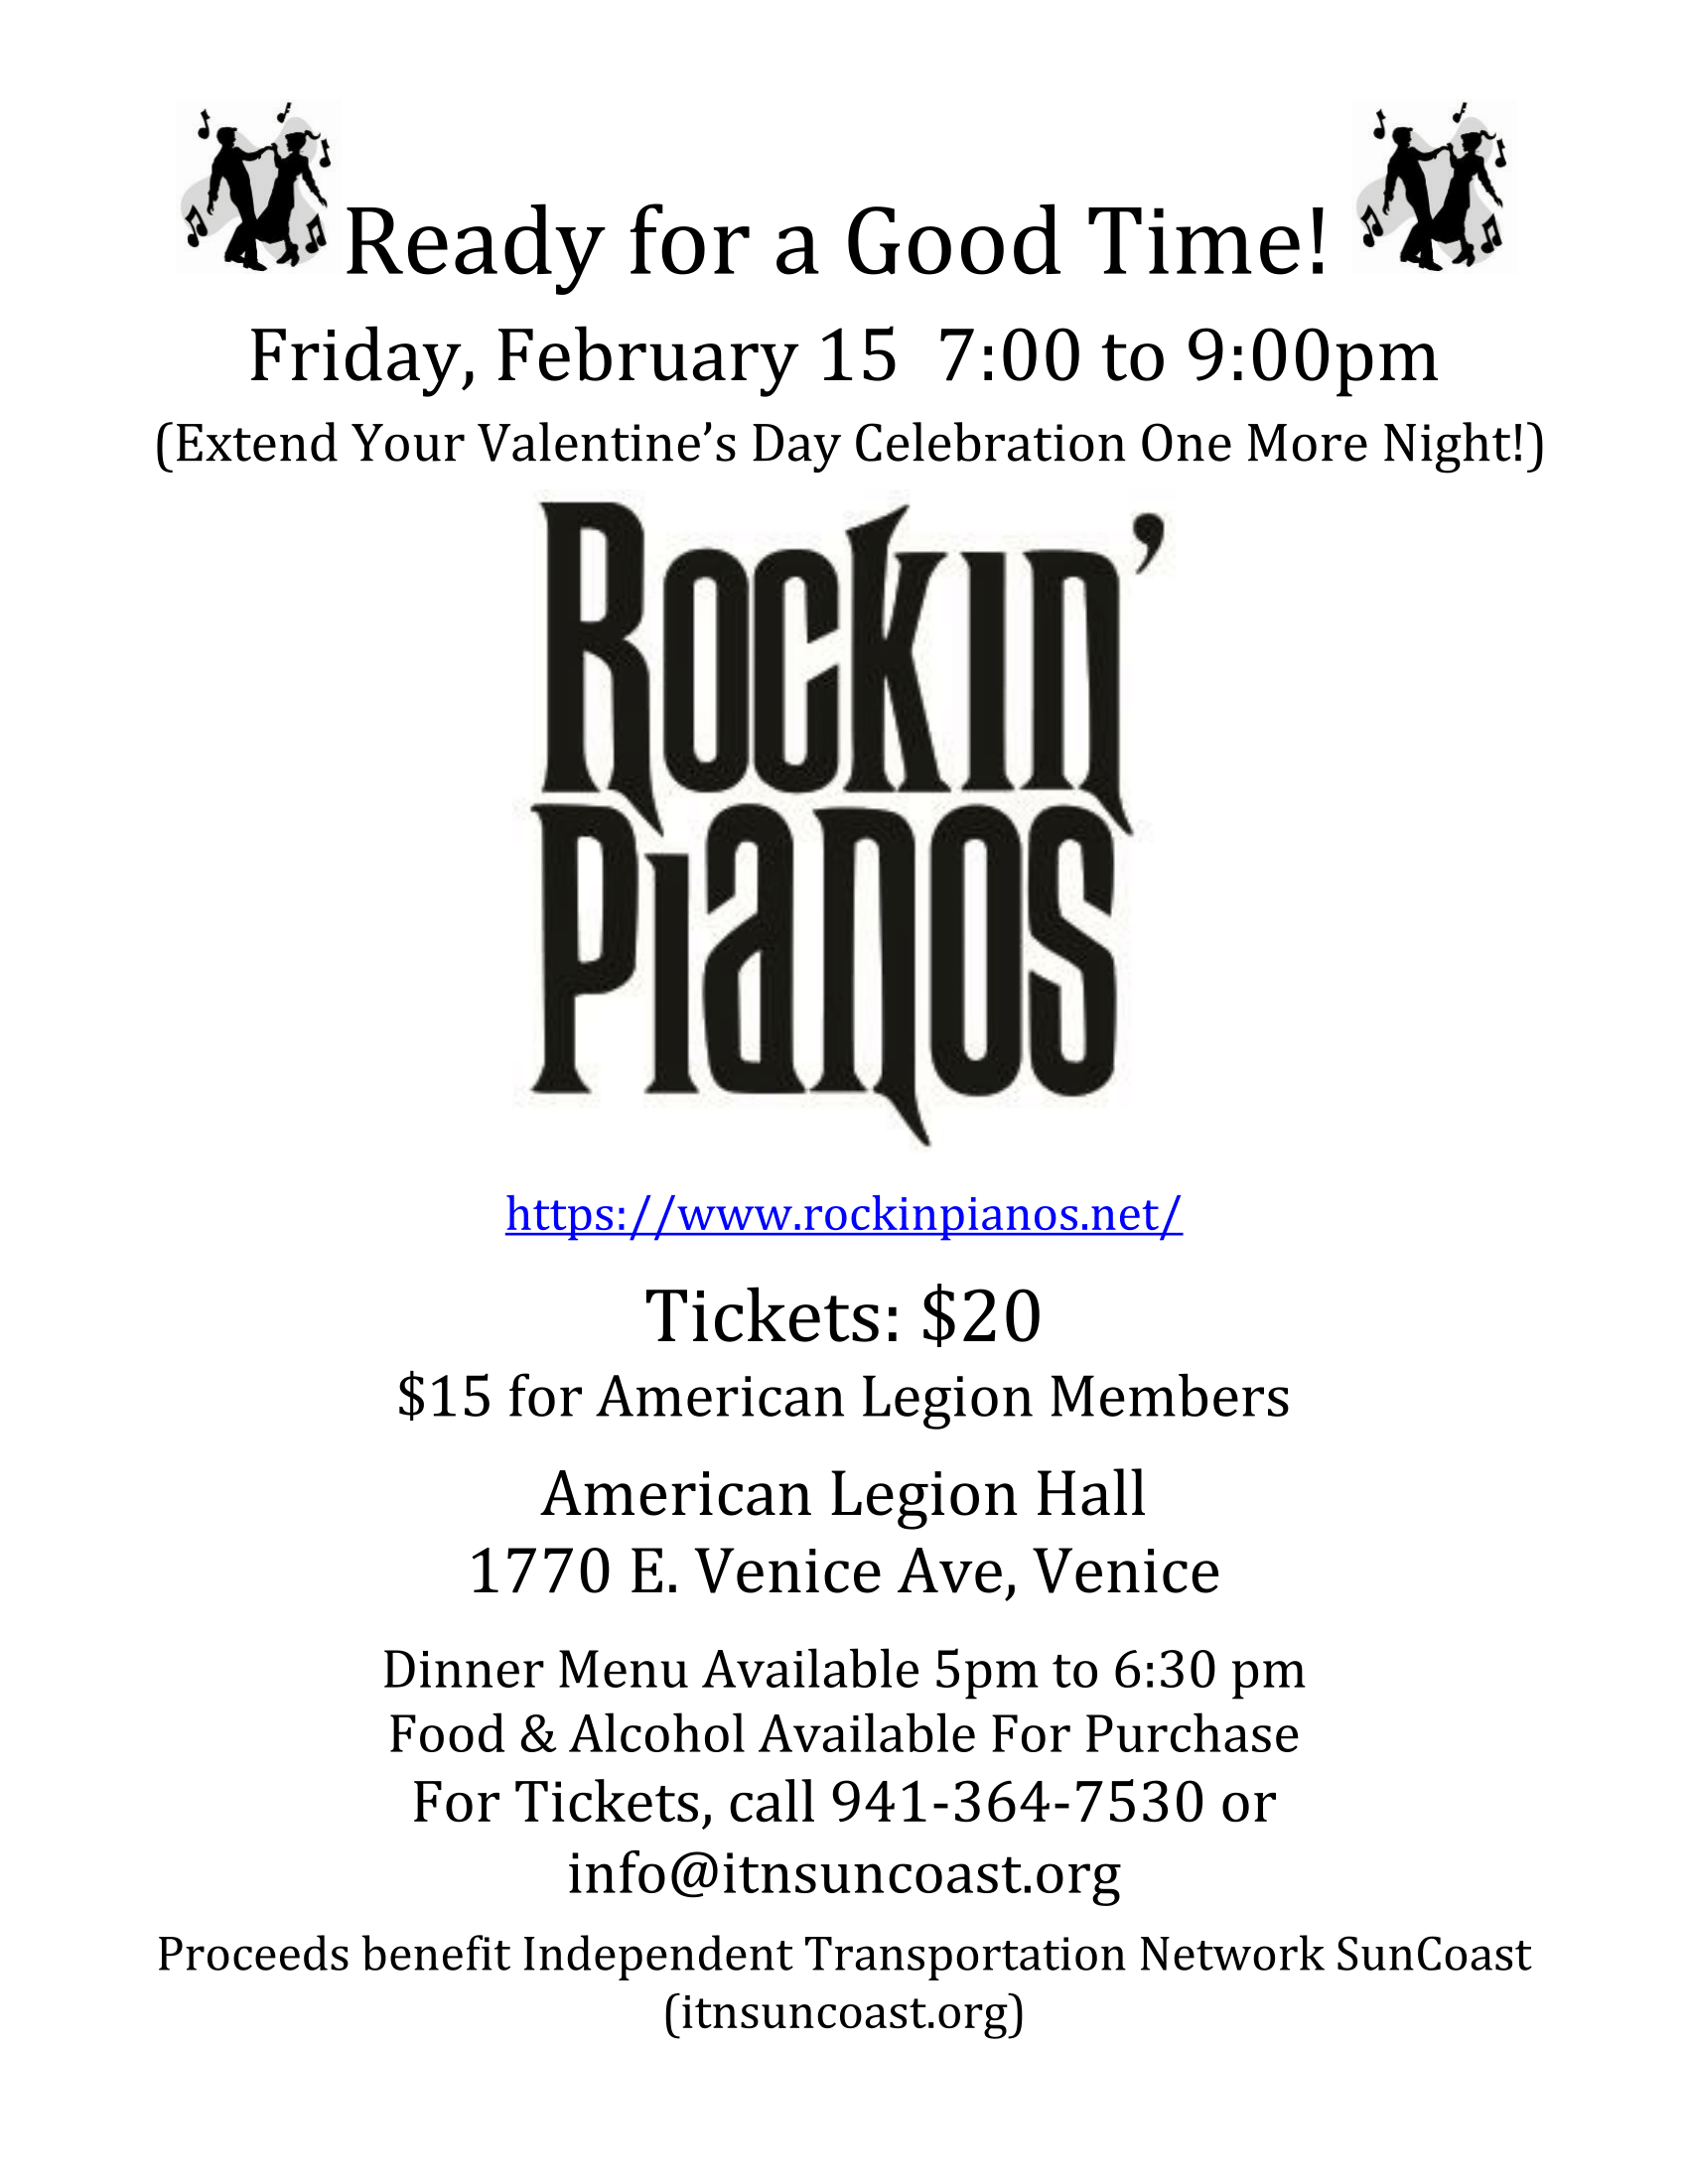 Ready for a Good Time!
Friday, February 15  7:00 to 9:00pm
(Extend Your Valentine’s Day Celebration One More Night!)
Rockin’
Pianos
https://www.rockinpianos.net/
Tickets: $20
$15 for American Legion Members
American Legion Hall
1770 E. Venice Ave, Venice
Dinner Menu Available 5pm to 6:30 pm
Food & Alcohol Available For Purchase
For Tickets, call 941-364-7530 or
info@itnsuncoast.org
Proceeds benefit Independent Transportation Network SunCoast
(itnsuncoast.org)